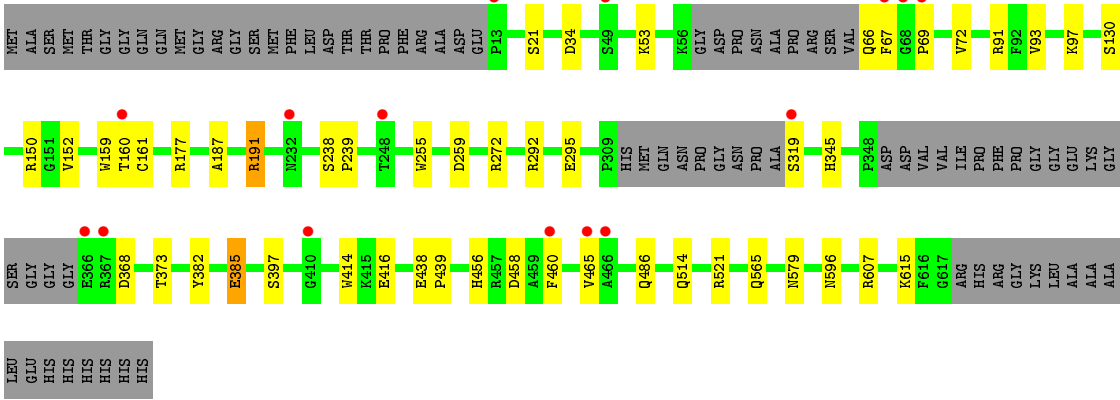 MET ALA SER MET THR GLY GLY GLN GLN MET GLY ARG GLY SER MET PHE LEU ASP THR THR PRO PHE ARG ALA ASP GLU P13 S21 D34 S49 K53 K56 GLY ASP PRO ASN ALA PRO ARG SER VAL Q66 F67 G68 P69 V72 R91 F92 V93 K97 S130
R150 G151 V152 W159 T160 C161 R177 A187 R191 N232 S238 P239 T248 W255 D259 R272 R292 E295 P309 HIS MET GLN ASN PRO GLY ASN PRO ALA S319 H345 P348 ASP ASP VAL VAL ILE PRO PHE PRO GLY GLY GLU LYS GLY
SER GLY GLY GLY E366 R367 D368 T373 Y382 E385 S397 G410 W414 K415 E416 E438 P439 H456 R457 D458 A459 F460 V465 A466 Q486 Q514 R521 Q565 N579 N596 R607 K615 F616 G617 ARG HIS ARG GLY LYS LEU ALA ALA ALA
LEU GLU HIS HIS HIS HIS HIS HIS